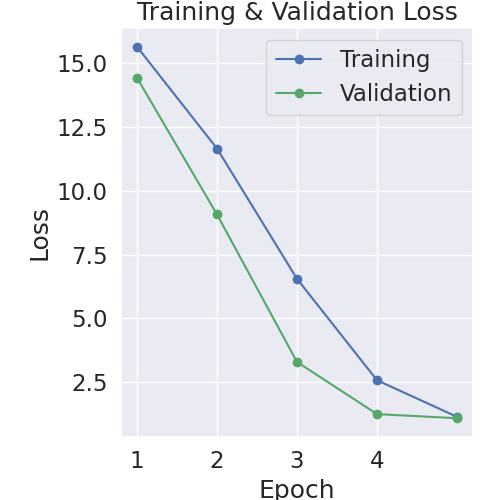 Training & Validation Loss
Training
Validation
Loss
15.0
12.5
10.0
7.5
5.0
2.5
1 2 3 4
Epoch